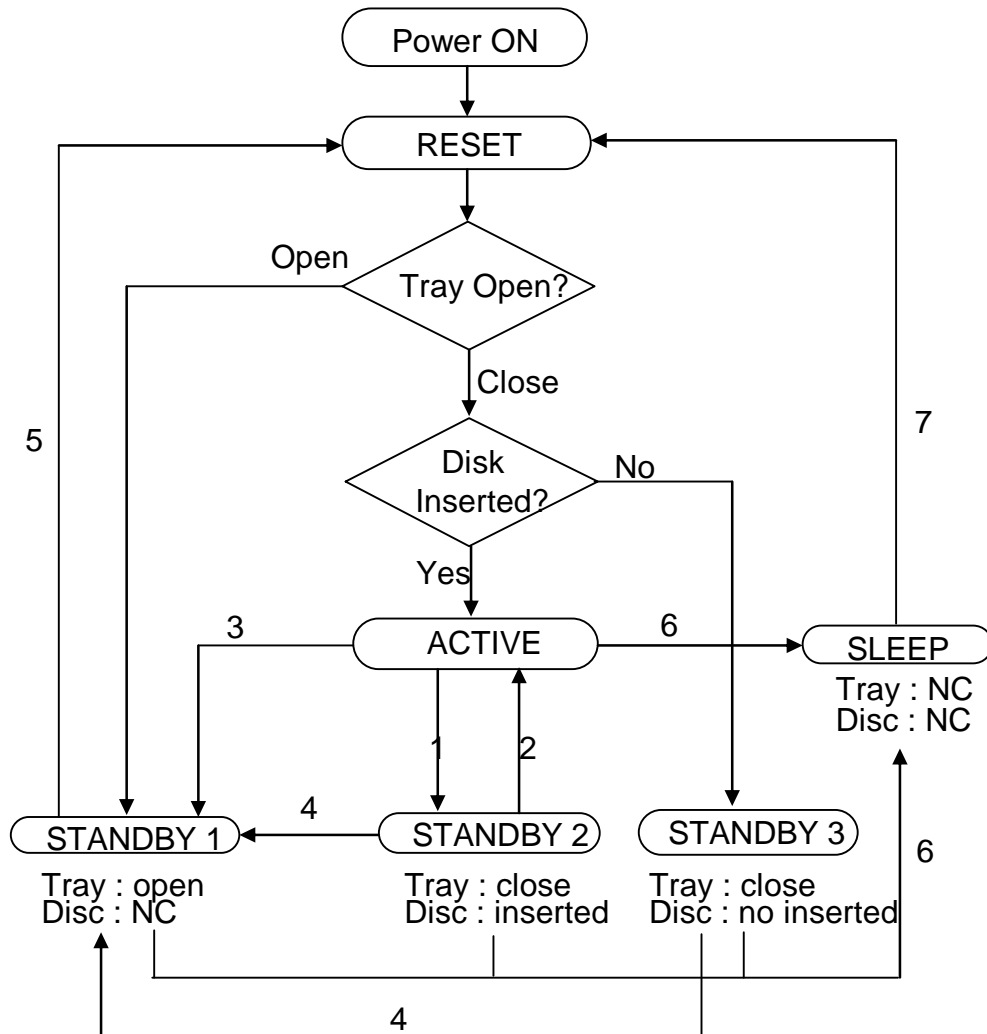 Power ON
RESET
Open
Tray Open?
Close
5
7
Disk
Inserted?
No
Yes
3
ACTIVE
6
SLEEP
Tray : NC
Disc : NC
1
2
STANDBY 1
4
STANDBY 2
STANDBY 3
6
Tray : open
Disc : NC
Tray : close
Disc : inserted
Tray : close
Disc : no inserted
4